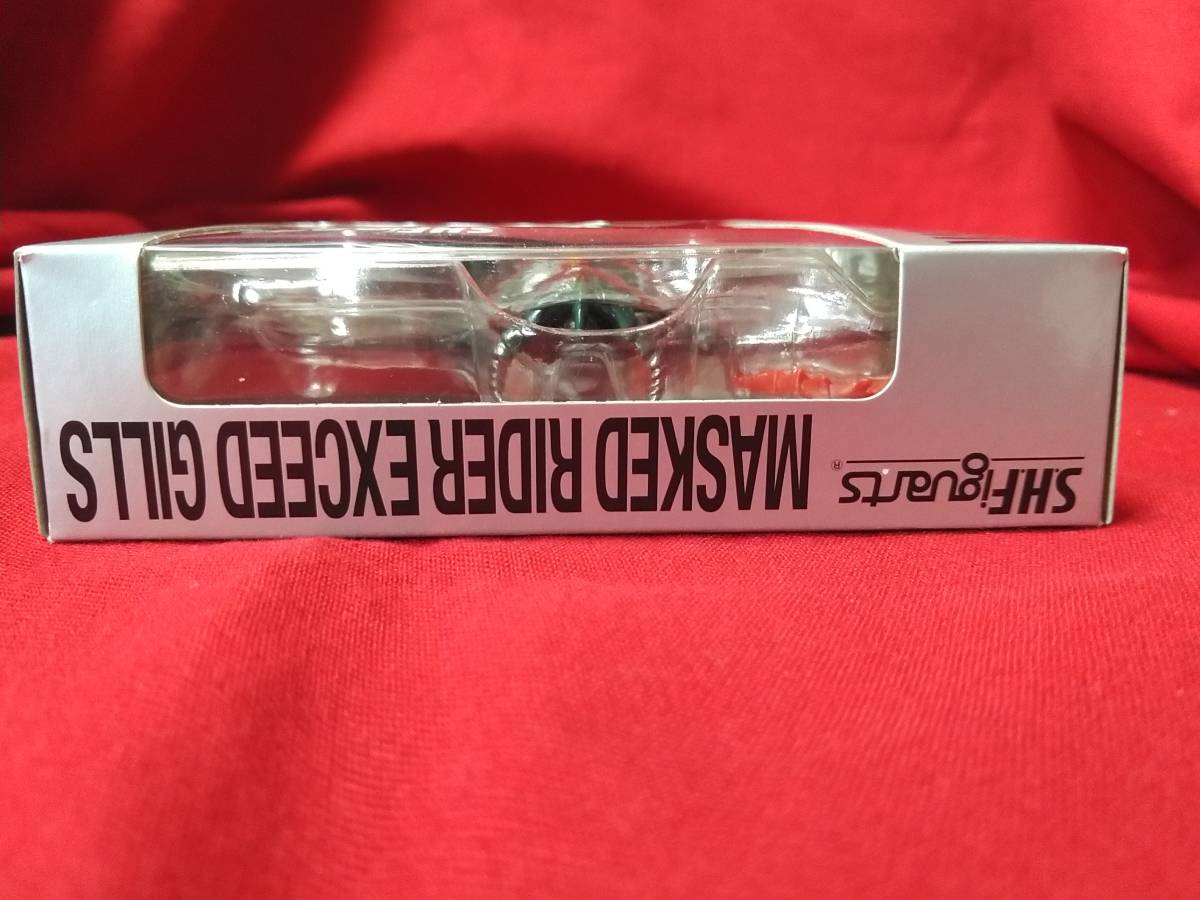 S.H.Figuarts®
MASKED RIDER EXCEED GILLS